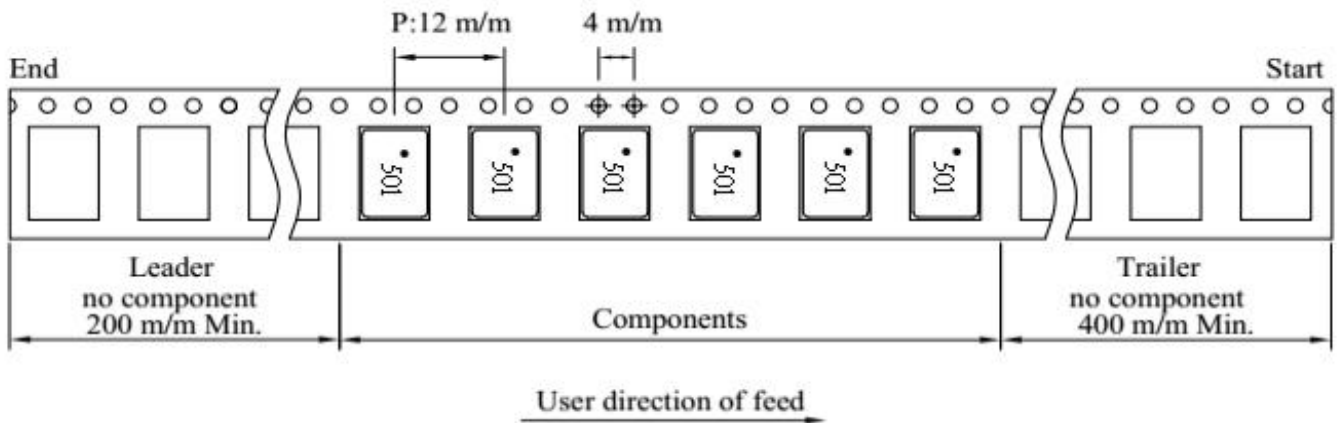 P:12 m/m
4 m/m
End
Start
501
501
501
501
501
501
Leader
no component
200 m/m Min.
Components
Trailer
no component
400 m/m Min.
User direction of feed